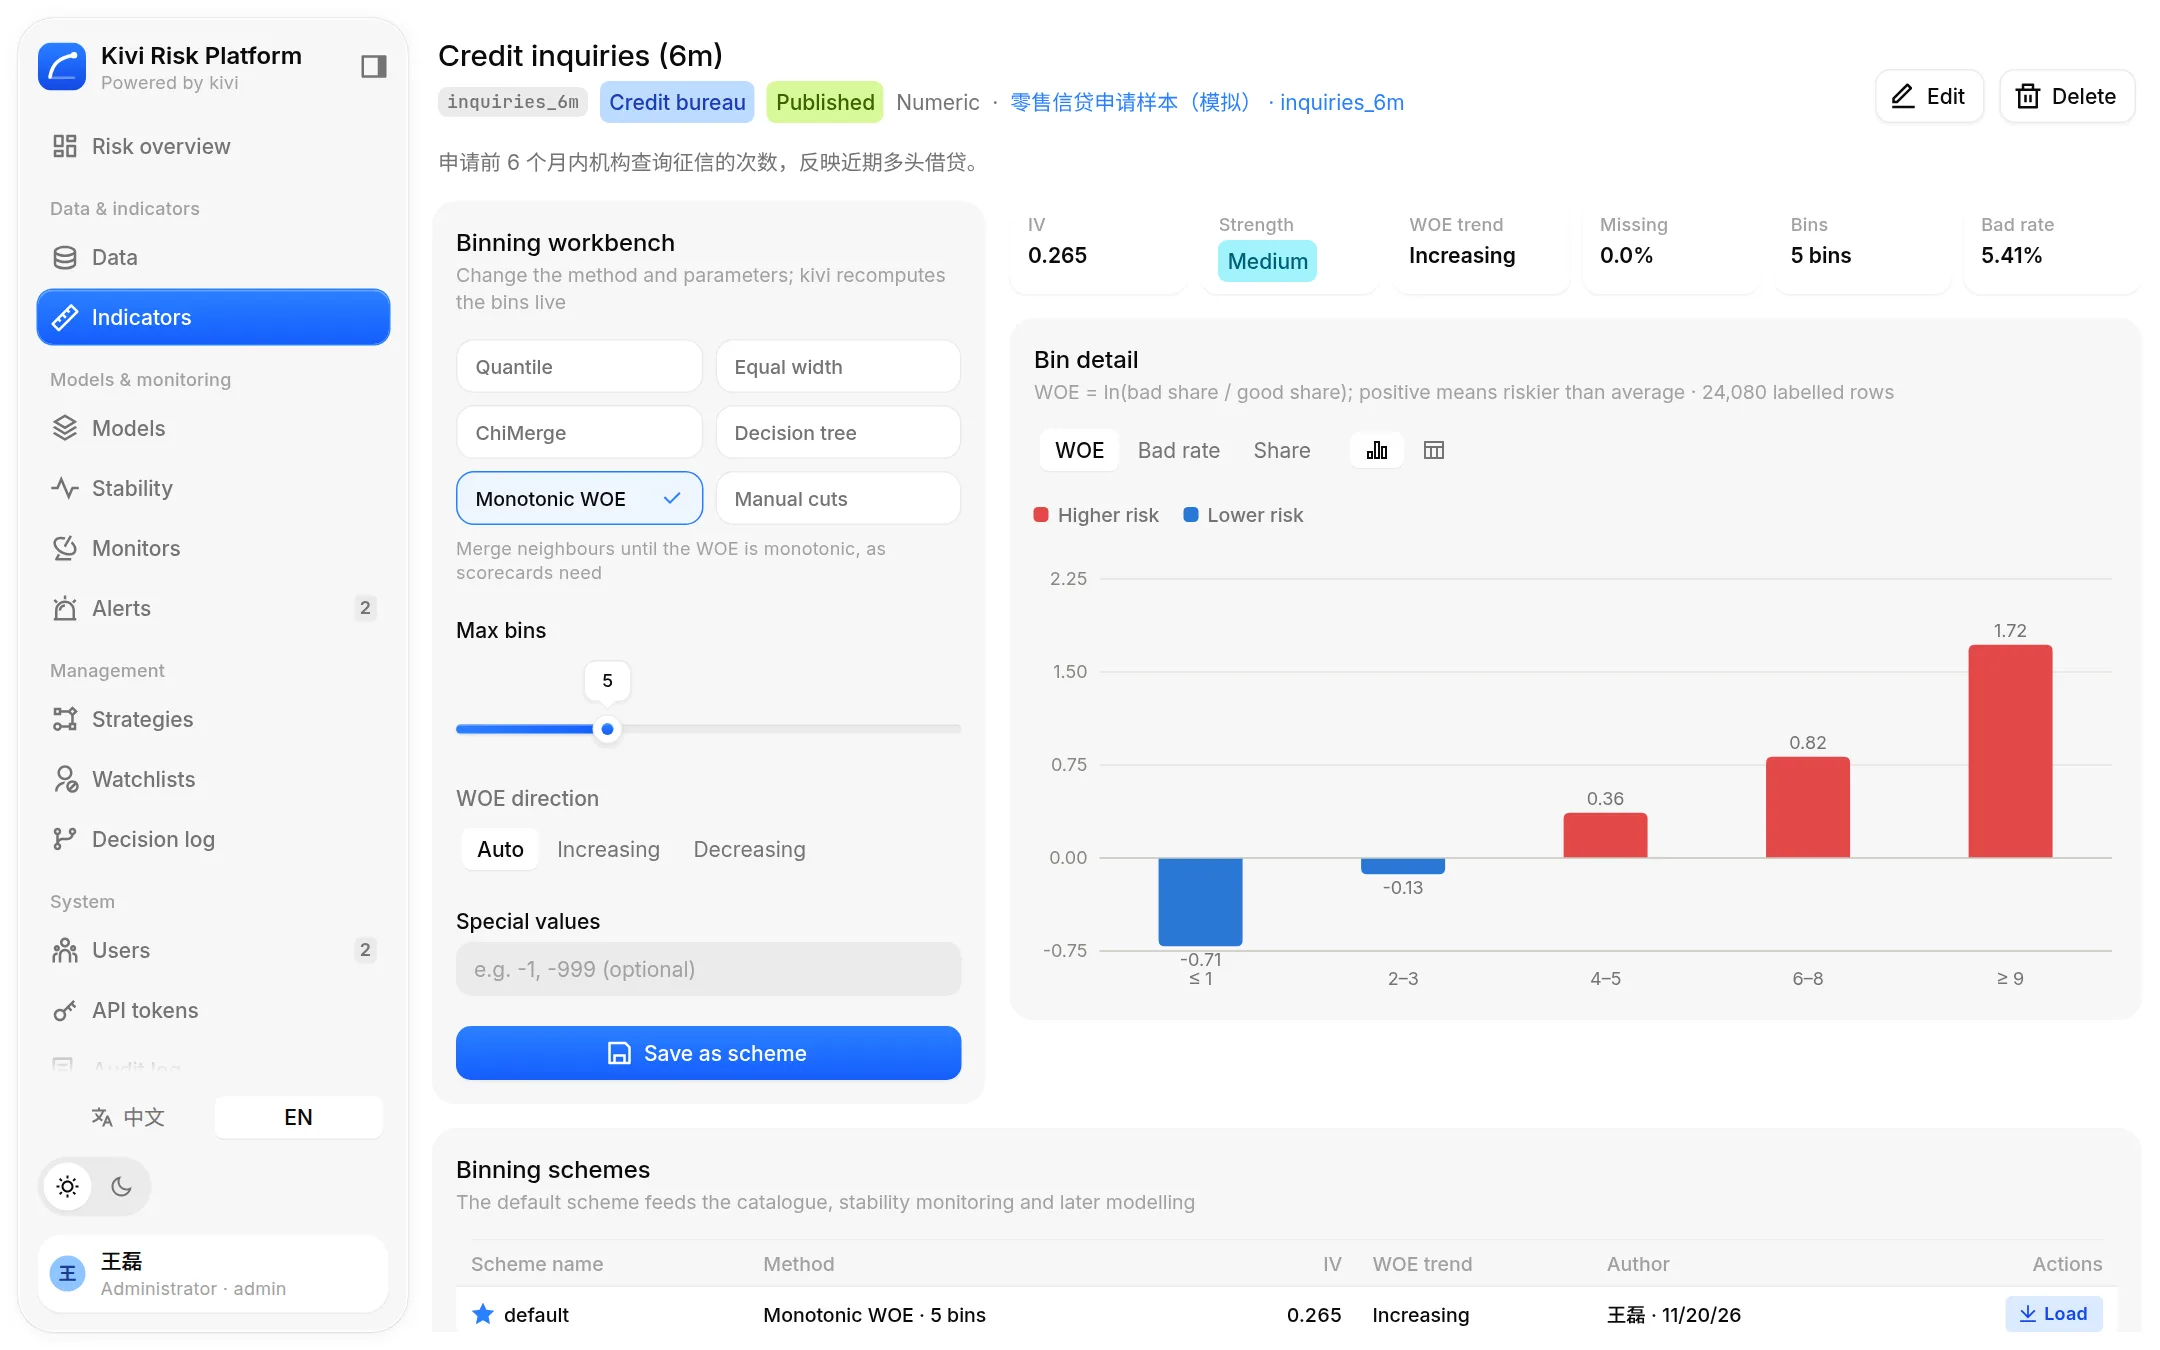 Kivi Risk Platform
Powered by kivi
Risk overview
Data & indicators
Data
Indicators
Models & monitoring
Models
Stability
Monitors
Alerts 2
Management
Strategies
Watchlists
Decision log
System
Users 2
API tokens
Audit log
中文 EN
王 王磊
Administrator · admin
Credit inquiries (6m)
inquiries_6m Credit bureau Published Numeric · 零售信贷申请样本（模拟） · inquiries_6m
Edit Delete
申请前 6 个月内机构查询征信的次数，反映近期多头借贷。
Binning workbench
Change the method and parameters; kivi recomputes
the bins live
Quantile Equal width
ChiMerge Decision tree
Monotonic WOE Manual cuts
Merge neighbours until the WOE is monotonic, as
scorecards need
Max bins
5
WOE direction
Auto Increasing Decreasing
Special values
e.g. -1, -999 (optional)
Save as scheme
IV Strength WOE trend Missing Bins Bad rate
0.265 Medium Increasing 0.0% 5 bins 5.41%
Bin detail
WOE = ln(bad share / good share); positive means riskier than average · 24,080 labelled rows
WOE Bad rate Share
Higher risk Lower risk
2.25
1.72
1.50
0.82
0.75
0.36
0.00
-0.13
-0.75
-0.71
≤ 1 2–3 4–5 6–8 ≥ 9
Binning schemes
The default scheme feeds the catalogue, stability monitoring and later modelling
Scheme name Method IV WOE trend Author Actions
default Monotonic WOE · 5 bins 0.265 Increasing 王磊 · 11/20/26 Load